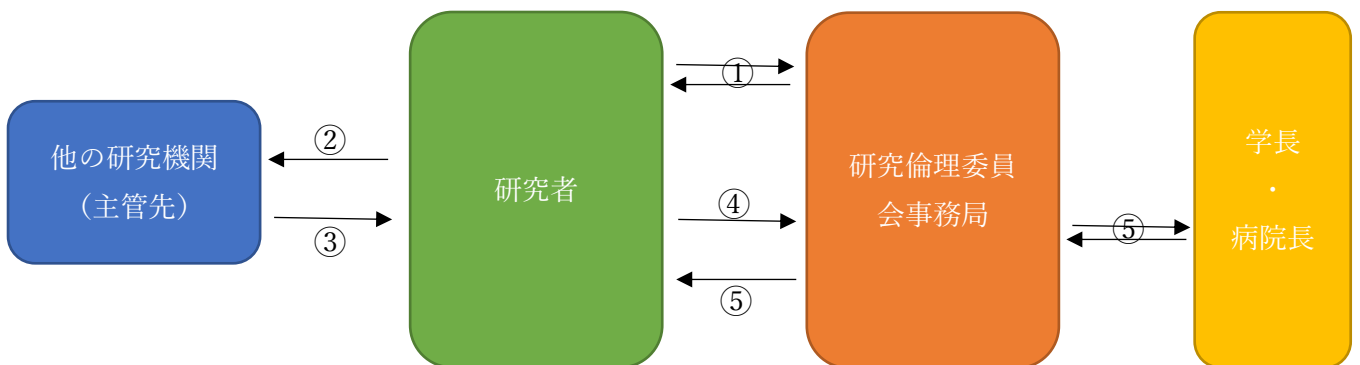 他の研究機関
（主管先）
②
③
研究者
①
④
⑤
研究倫理委員
会事務局
⑤
学長
・
病院長